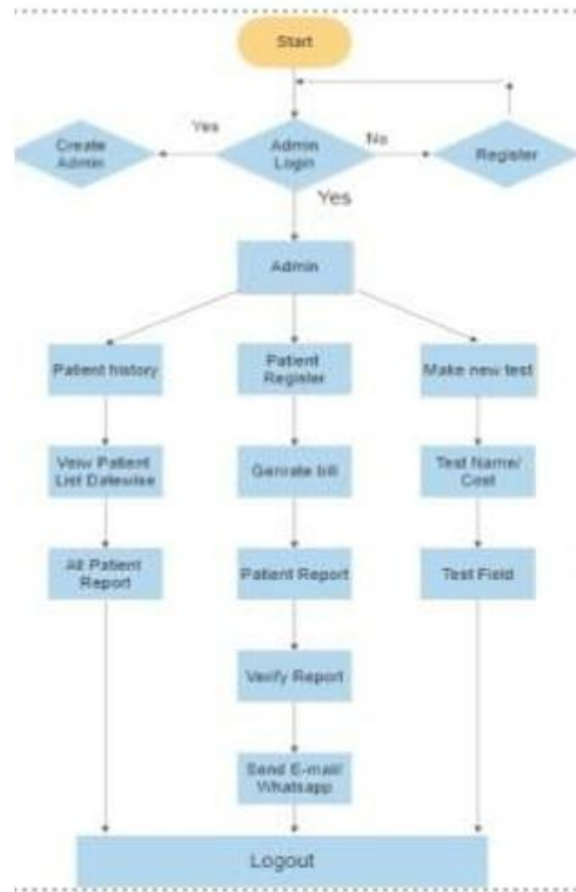 Start
Yes
Create
Admin
Admin
Login
No
Register
Yes
Admin
Patient history
Patient
Register
Make new test
Veiw Patient
List Datewise
Genrate bill
Test Name/
Cost
All Patient
Report
Patient Report
Test Field
Verify Report
Send E-mail/
Whatsapp
Logout